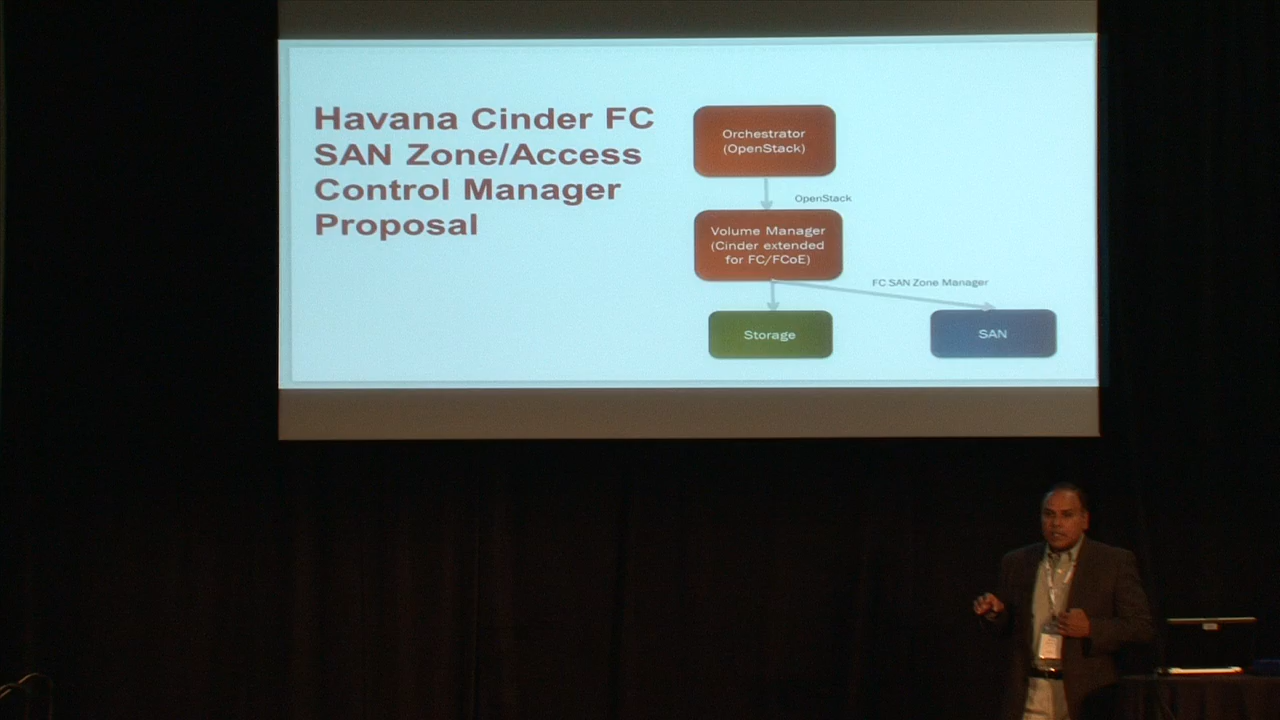 Havana Cinder FC
SAN Zone/Access
Control Manager
Proposal
Orchestrator
(OpenStack)
OpenStack
Volume Manager
(Cinder extended
for FC/FCoE)
FC SAN Zone Manager
Storage
SAN